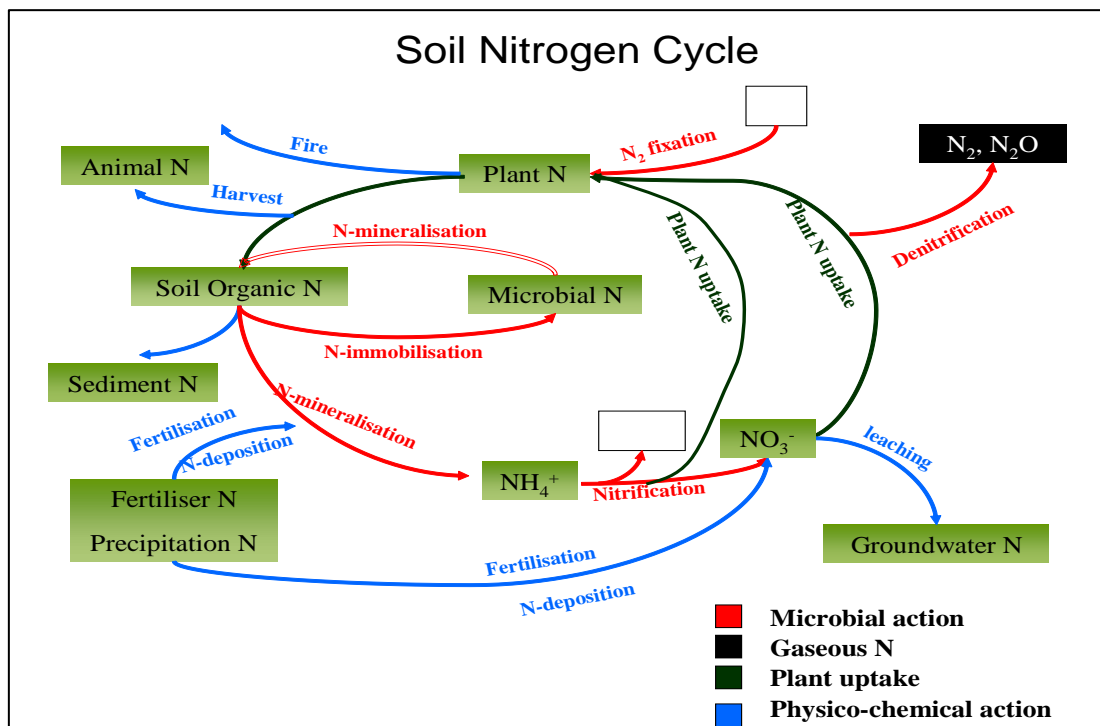 Soil Nitrogen Cycle
Fire
N₂ fixation
N₂, N₂O
Animal N
Plant N
Harvest
N-mineralisation
Plant N uptake
Plant N uptake
Denitrification
Soil Organic N
Microbial N
N-immobilisation
Sediment N
N-mineralisation
Fertilisation
N-deposition
NO₃⁻
leaching
NH₄⁺
Nitrification
Fertiliser N
Precipitation N
Groundwater N
Fertilisation
N-deposition
Microbial action
Gaseous N
Plant uptake
Physico-chemical action